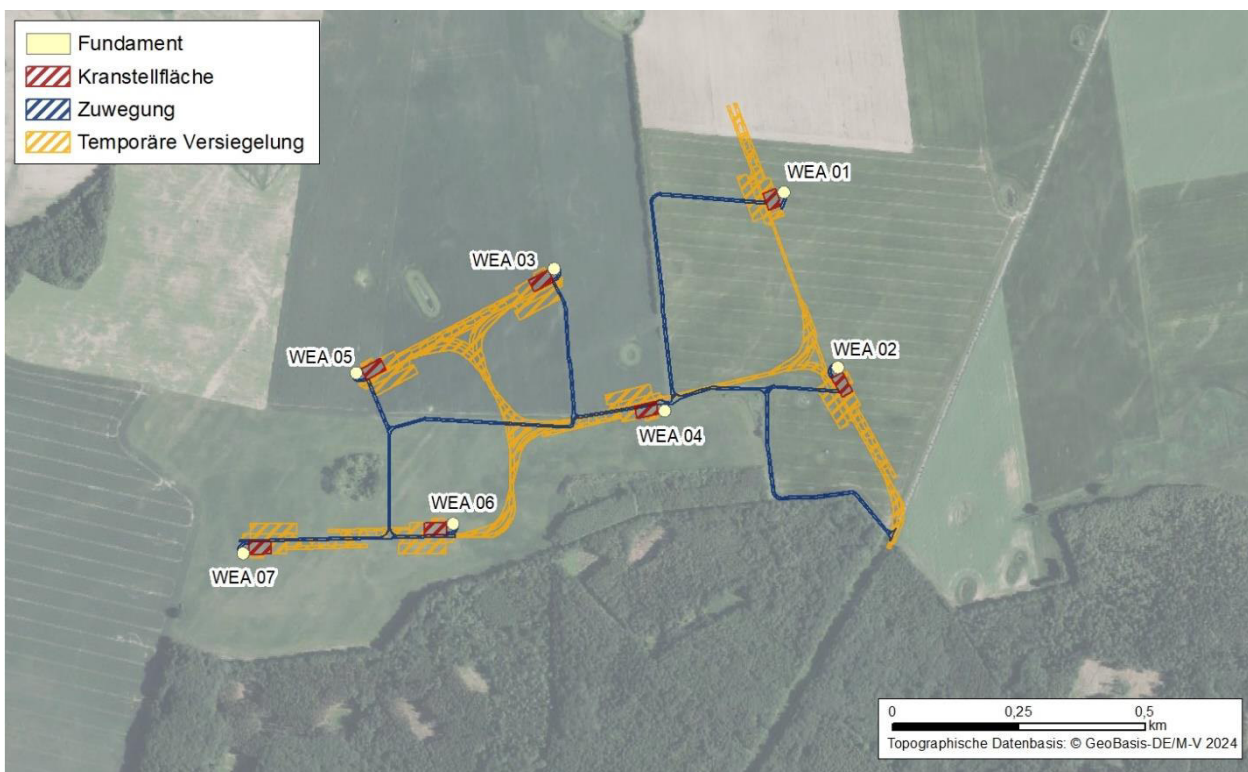 Fundament
Kranstellfläche
Zuwegung
Temporäre Versiegelung
WEA 01
WEA 03
WEA 05
WEA 02
WEA 04
WEA 06
WEA 07
0 0,25 0,5
km
Topographische Datenbasis: © GeoBasis-DE/M-V 2024